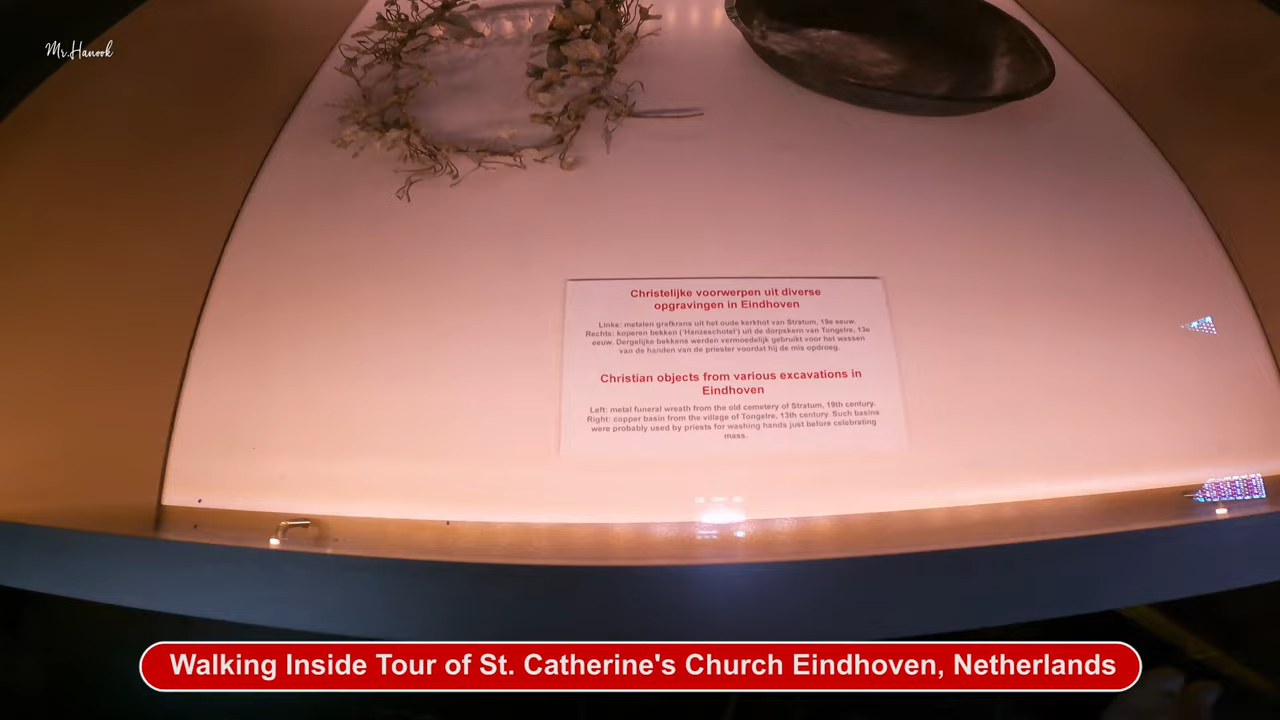 Mr.Hanook
Christelijke voorwerpen uit diverse
opgravingen in Eindhoven
Links: metalen grafkrans uit het oude kerkhof van Stratum, 19e eeuw.
Rechts: koperen bekken ('Hanzeschotel') uit de dorpskern van Tongelre, 13e
eeuw. Dergelijke bekkens werden vermoedelijk gebruikt voor het wassen
van de handen van de priester voordat hij de mis opdroeg.
Christian objects from various excavations in
Eindhoven
Left: metal funeral wreath from the old cemetery of Stratum, 19th century.
Right: copper basin from the village of Tongelre, 13th century. Such basins
were probably used by priests for washing hands just before celebrating
mass.
Walking Inside Tour of St. Catherine's Church Eindhoven, Netherlands